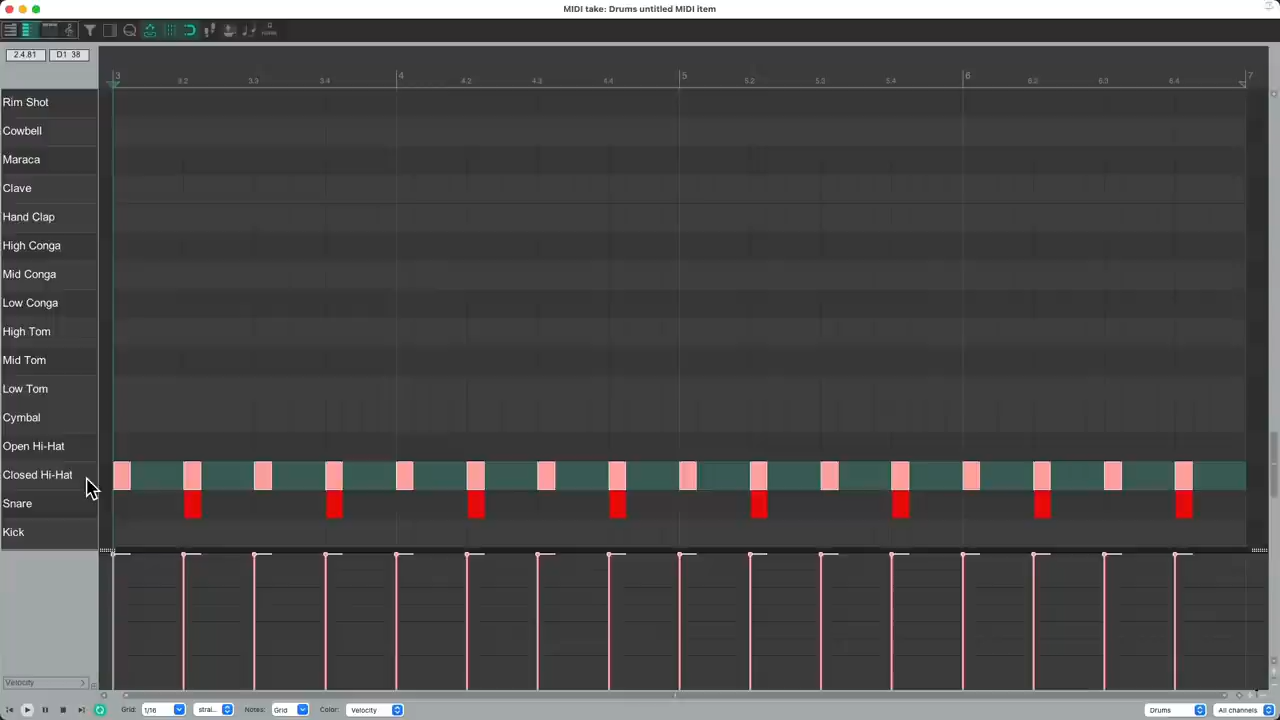 MIDI take: Drums untitled MIDI item
2.4.81 D1 38
3 3.2 3.3 3.4 4 4.2 4.3 4.4 5 5.2 5.3 5.4 6 6.2 6.3 6.4 7
Rim Shot
Cowbell
Maraca
Clave
Hand Clap
High Conga
Mid Conga
Low Conga
High Tom
Mid Tom
Low Tom
Cymbal
Open Hi-Hat
Closed Hi-Hat
Snare
Kick
Velocity
Grid: 1/16 strai... Notes: Grid Color: Velocity Drums All channels